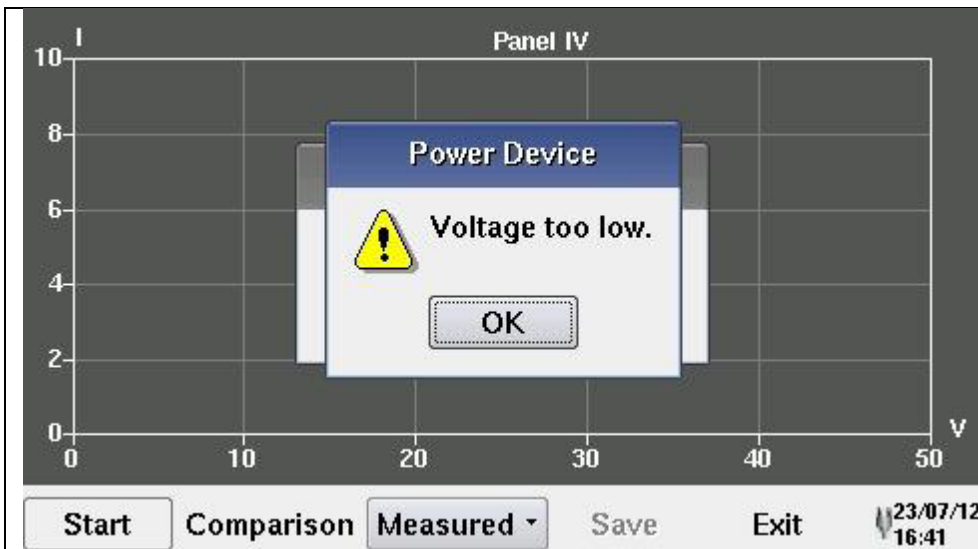 I
Panel IV
10
8
6
4
2
0
0 10 20 30 40 50
V
Power Device
Voltage too low.
OK
Start Comparison Measured Save Exit 23/07/12
16:41